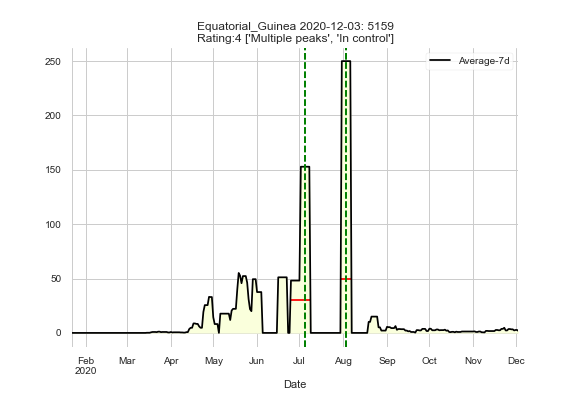 Equatorial_Guinea 2020-12-03: 5159
Rating:4 ['Multiple peaks', 'In control']
Average-7d
250
200
150
100
50
0
Feb Mar Apr May Jun Jul Aug Sep Oct Nov Dec
2020
Date